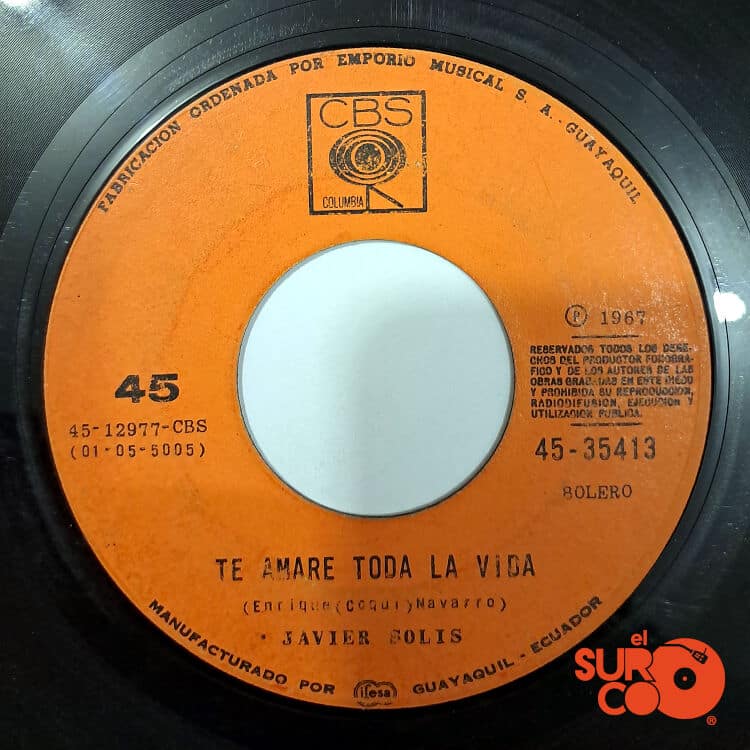 FABRICACION ORDENADA POR EMPORIO MUSICAL S. A. - GUAYAQUIL
CBS
COLUMBIA
℗ 1967
RESERVADOS TODOS LOS DERE-
CHOS DEL PRODUCTOR FONOGRA-
FICO Y DE LOS AUTORES DE LAS
OBRAS GRABADAS EN ESTE DISCO
Y PROHIBIDA SU REPRODUCCION,
RADIODIFUSION, EJECUCION Y
UTILIZACION PUBLICA.
45
45-12977-CBS
(01-05-5005)
45-35413
BOLERO
TE AMARE TODA LA VIDA
(Enrique(Coqui)Navarro)
JAVIER SOLIS
MANUFACTURADO POR ifesa GUAYAQUIL - ECUADOR
el
SUR
CO
®